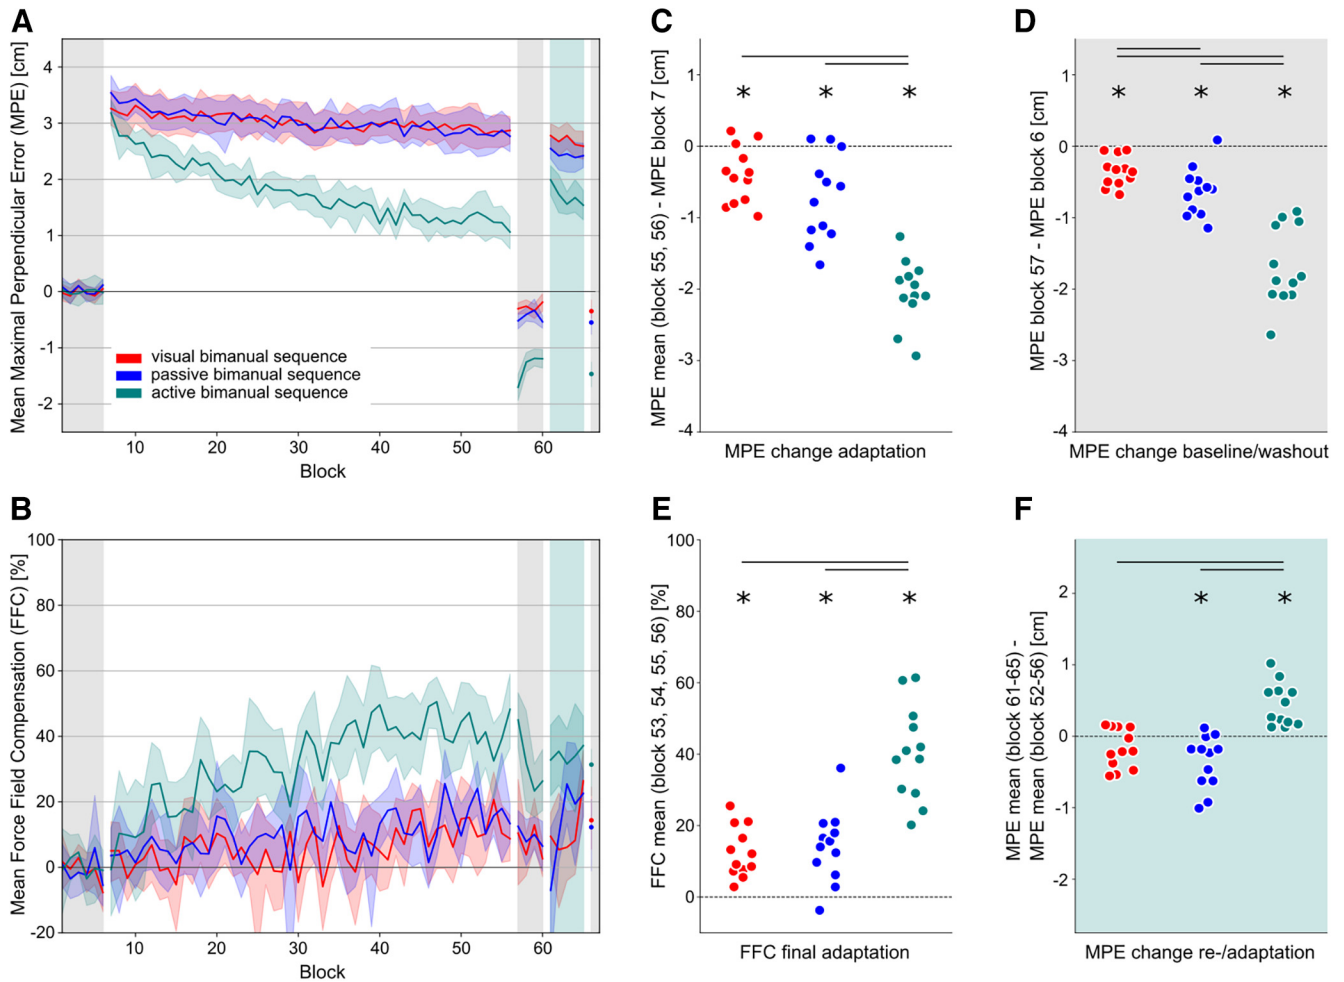 A
Mean Maximal Perpendicular Error (MPE) [cm]
4
3
2
1
0
-1
-2
visual bimanual sequence
passive bimanual sequence
active bimanual sequence
10
20
30
40
50
60
Block
C
MPE mean (block 55, 56) - MPE block 7 [cm]
1
0
-1
-2
-3
-4
* * *
MPE change adaptation
D
MPE block 57 - MPE block 6 [cm]
1
0
-1
-2
-3
-4
* * *
MPE change baseline/washout
B
Mean Force Field Compensation (FFC) [%]
100
80
60
40
20
0
-20
10
20
30
40
50
60
Block
E
FFC mean (block 53, 54, 55, 56) [%]
100
80
60
40
20
0
* * *
FFC final adaptation
F
MPE mean (block 61-65) -
MPE mean (block 52-56) [cm]
2
1
0
-1
-2
* *
MPE change re-/adaptation